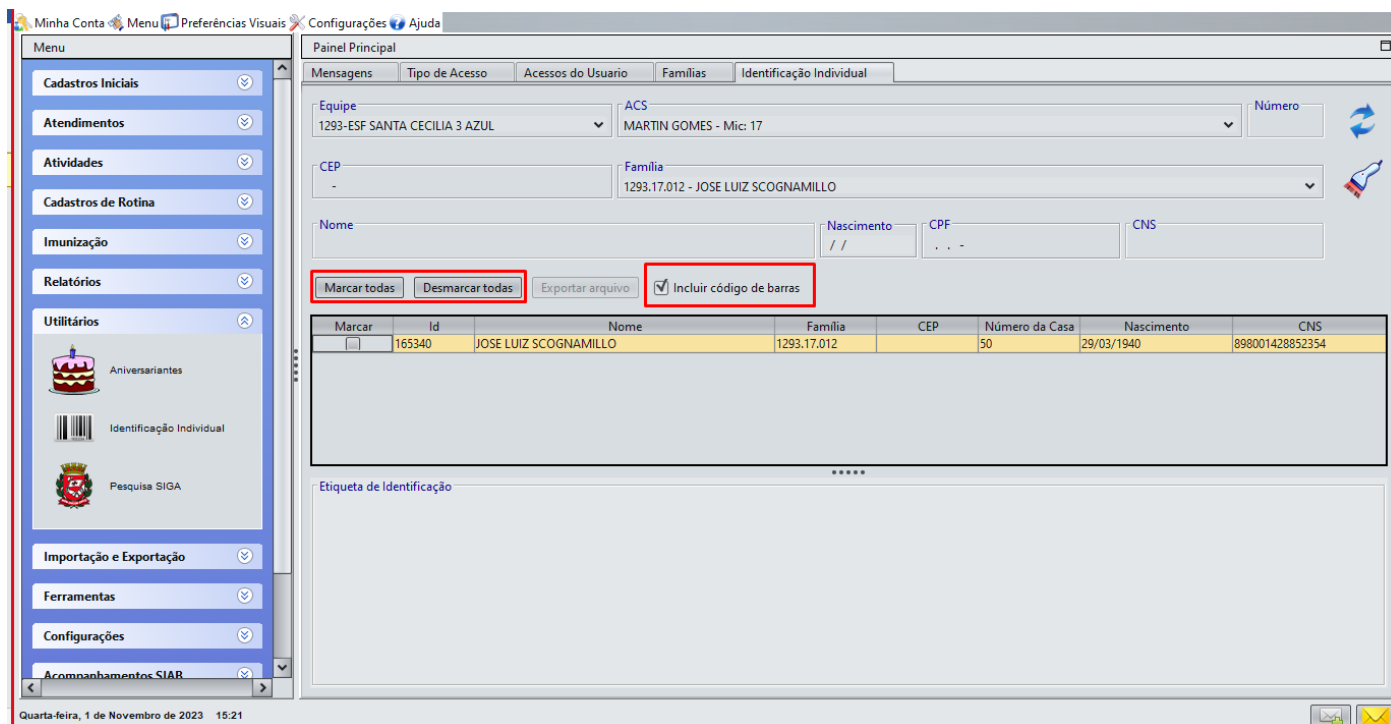 Minha Conta Menu Preferências Visuais Configurações Ajuda
Menu
Cadastros Iniciais
Atendimentos
Atividades
Cadastros de Rotina
Imunização
Relatórios
Utilitários
Aniversariantes
Identificação Individual
Pesquisa SIGA
Importação e Exportação
Ferramentas
Configurações
Acompanhamentos SIAB
Painel Principal
Mensagens Tipo de Acesso Acessos do Usuario Famílias Identificação Individual
Equipe ACS Número
1293-ESF SANTA CECILIA 3 AZUL MARTIN GOMES - Mic: 17
CEP Família
- 1293.17.012 - JOSE LUIZ SCOGNAMILLO
Nome Nascimento CPF CNS
/ / . . -
Marcar todas Desmarcar todas Exportar arquivo Incluir código de barras
Marcar Id Nome Família CEP Número da Casa Nascimento CNS
165340 JOSE LUIZ SCOGNAMILLO 1293.17.012 50 29/03/1940 898001428852354
Etiqueta de Identificação
Quarta-feira, 1 de Novembro de 2023 15:21